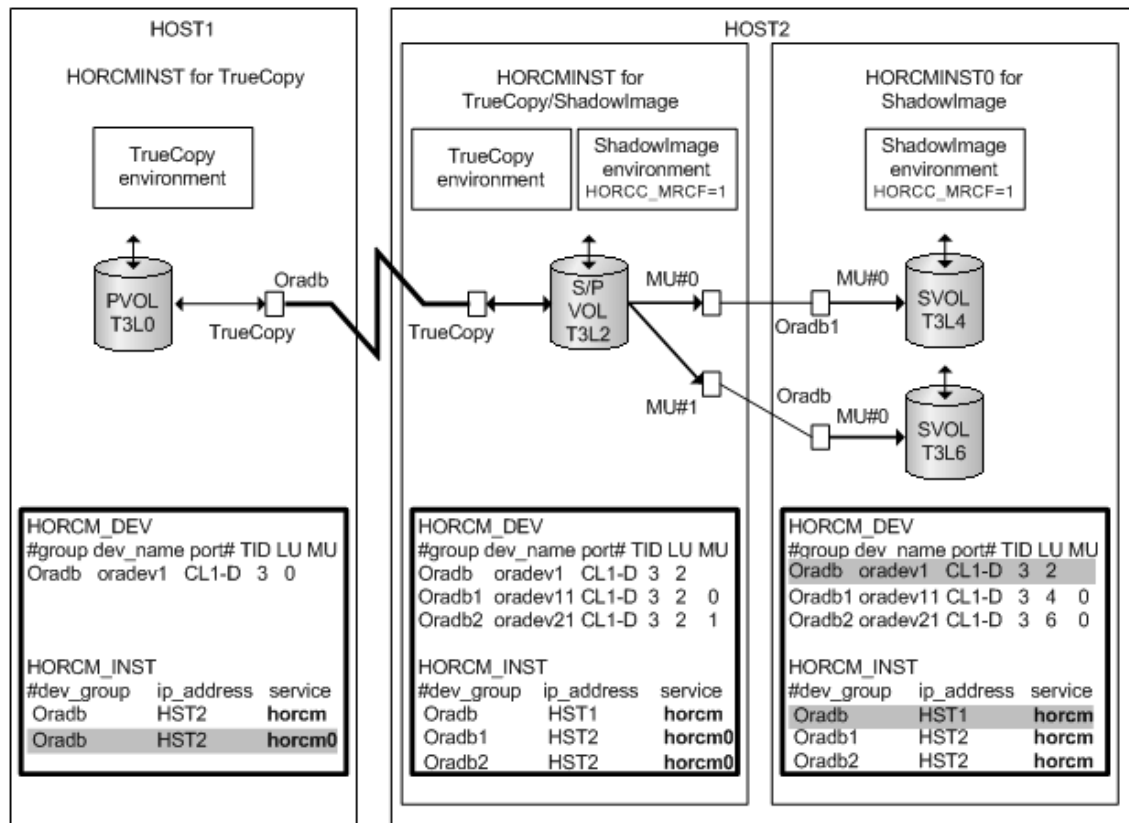 HOST1
HORCMINST for TrueCopy
TrueCopy
environment
PVOL
T3L0
Oradb
TrueCopy
HORCM_DEV
#group dev_name port# TID LU MU
Oradb oradev1 CL1-D 3 0
HORCM_INST
#dev_group ip_address service
Oradb HST2 horcm
Oradb HST2 horcm0
HOST2
HORCMINST for
TrueCopy/ShadowImage
TrueCopy
environment
ShadowImage
environment
HORCC_MRCF=1
TrueCopy
S/P
VOL
T3L2
MU#0
MU#1
HORCM_DEV
#group dev_name port# TID LU MU
Oradb oradev1 CL1-D 3 2
Oradb1 oradev11 CL1-D 3 2 0
Oradb2 oradev21 CL1-D 3 2 1
HORCM_INST
#dev_group ip_address service
Oradb HST1 horcm
Oradb1 HST2 horcm0
Oradb2 HST2 horcm0
HORCMINST0 for
ShadowImage
ShadowImage
environment
HORCC_MRCF=1
MU#0
Oradb1
SVOL
T3L4
Oradb
MU#0
SVOL
T3L6
HORCM_DEV
#group dev_name port# TID LU MU
Oradb oradev1 CL1-D 3 2
Oradb1 oradev11 CL1-D 3 4 0
Oradb2 oradev21 CL1-D 3 6 0
HORCM_INST
#dev_group ip_address service
Oradb HST1 horcm
Oradb1 HST2 horcm
Oradb2 HST2 horcm